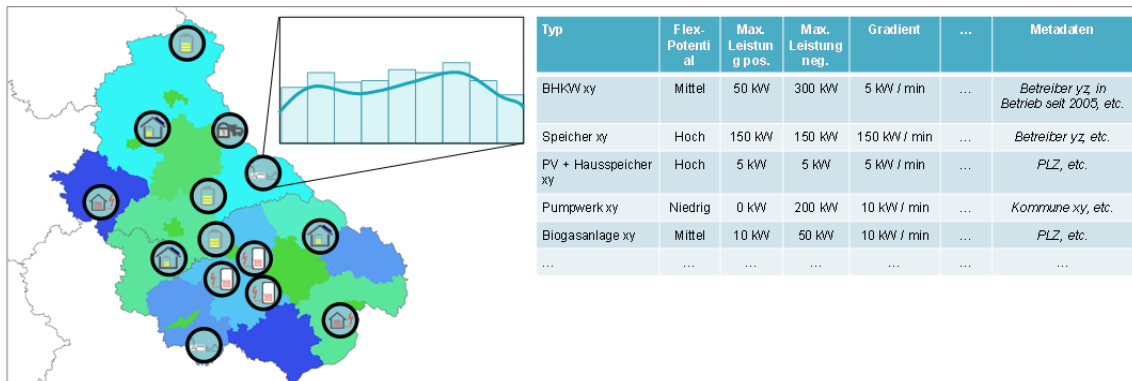 Typ Flex- Max. Max. Gradient … Metadaten
Potenti Leistun Leistung
al g pos. neg.
BHKW xy Mittel 50 kW 300 kW 5 kW / min … Betreiber yz, in
Betrieb seit 2005, etc.
Speicher xy Hoch 150 kW 150 kW 150 kW / min … Betreiber yz, etc.
PV + Hausspeicher Hoch 5 kW 5 kW 5 kW / min … PLZ, etc.
xy
Pumpwerk xy Niedrig 0 kW 200 kW 10 kW / min … Kommune xy, etc.
Biogasanlage xy Mittel 10 kW 50 kW 10 kW / min … PLZ, etc.
… … … … … … …